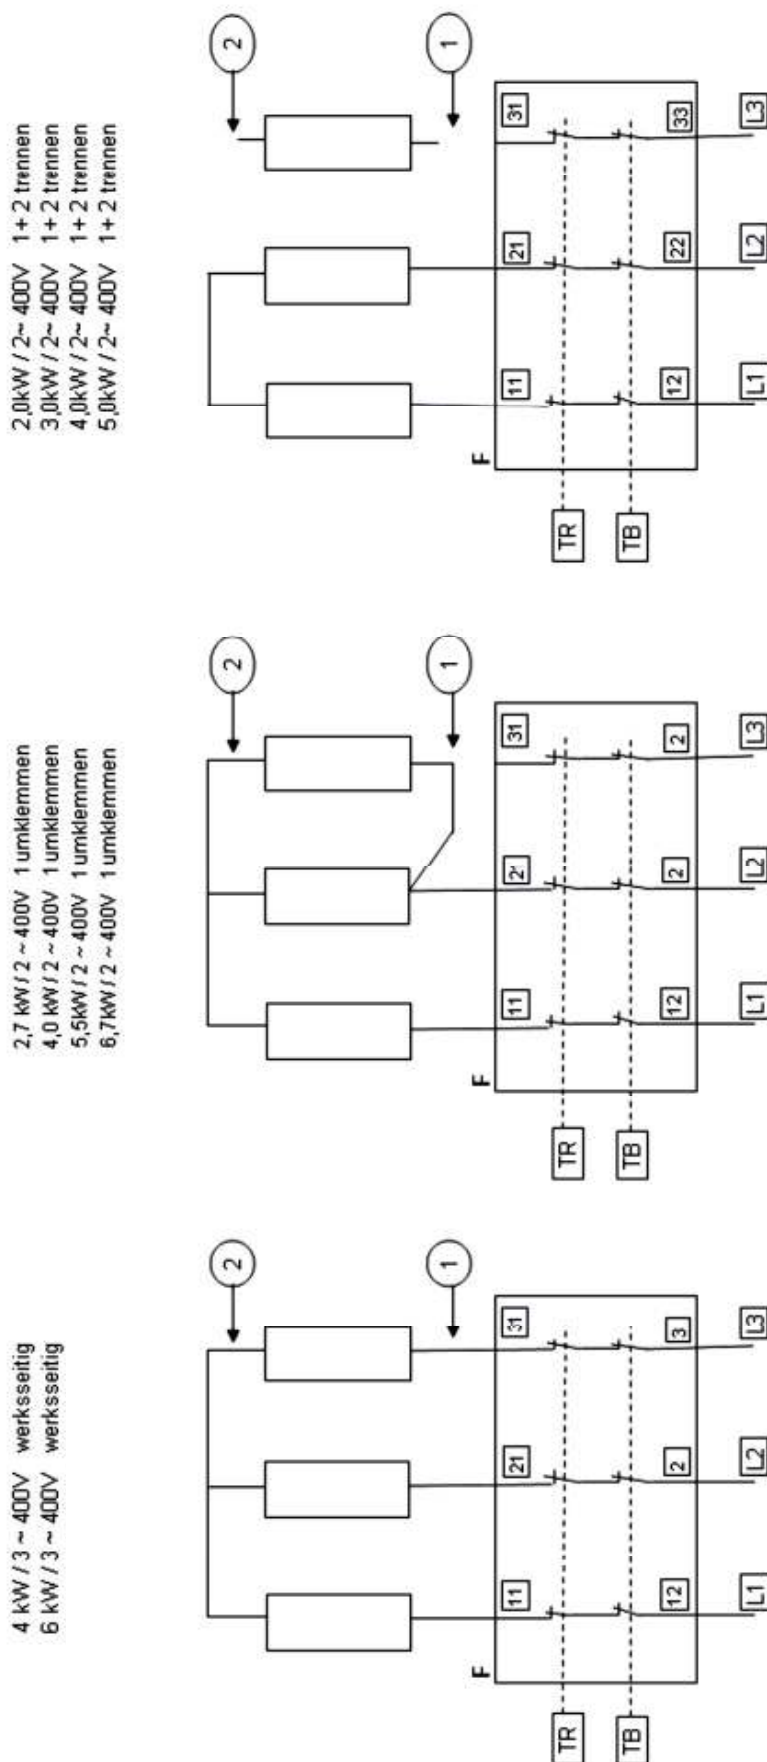 4 kW / 3 ~ 400V werksseitig
6 kW / 3 ~ 400V werksseitig
2
1
F
11
21
31
TR
TB
12
2
3
L1
L2
L3
2,7 kW / 2 ~ 400V 1 umklemmen
4,0 kW / 2 ~ 400V 1 umklemmen
5,5kW / 2 ~ 400V 1 umklemmen
6,7kW / 2 ~ 400V 1 umklemmen
2
1
F
11
31
TR
TB
12
2
2
L1
L2
L3
2,0kW / 2~ 400V 1+ 2 trennen
3,0kW / 2~ 400V 1+ 2 trennen
4,0kW / 2~ 400V 1+ 2 trennen
5,0kW / 2~ 400V 1+ 2 trennen
2
1
F
11
21
31
TR
TB
12
22
33
L1
L2
L3